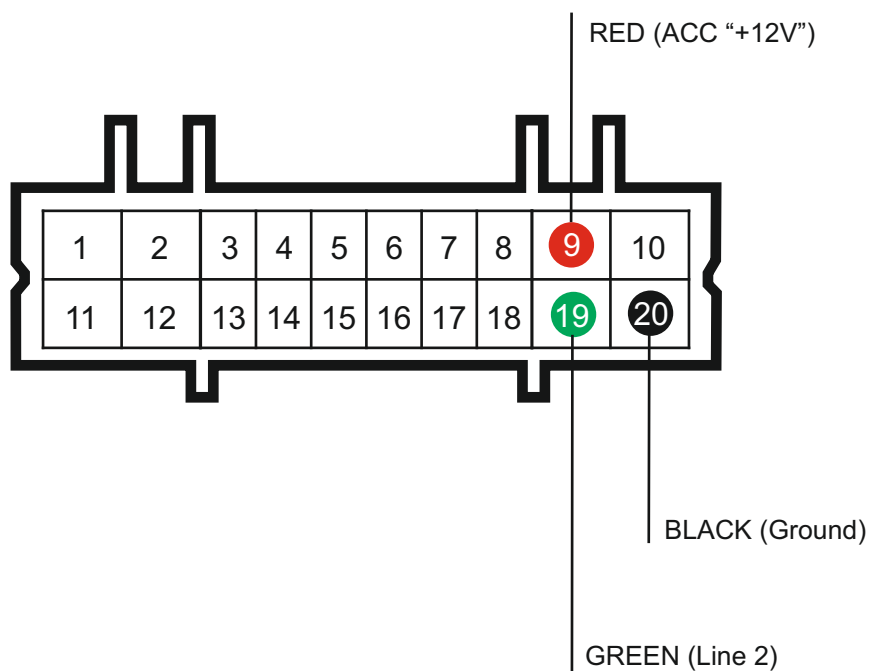 RED (ACC “+12V”)
1 2 3 4 5 6 7 8 9 10
11 12 13 14 15 16 17 18 19 20
BLACK (Ground)
GREEN (Line 2)